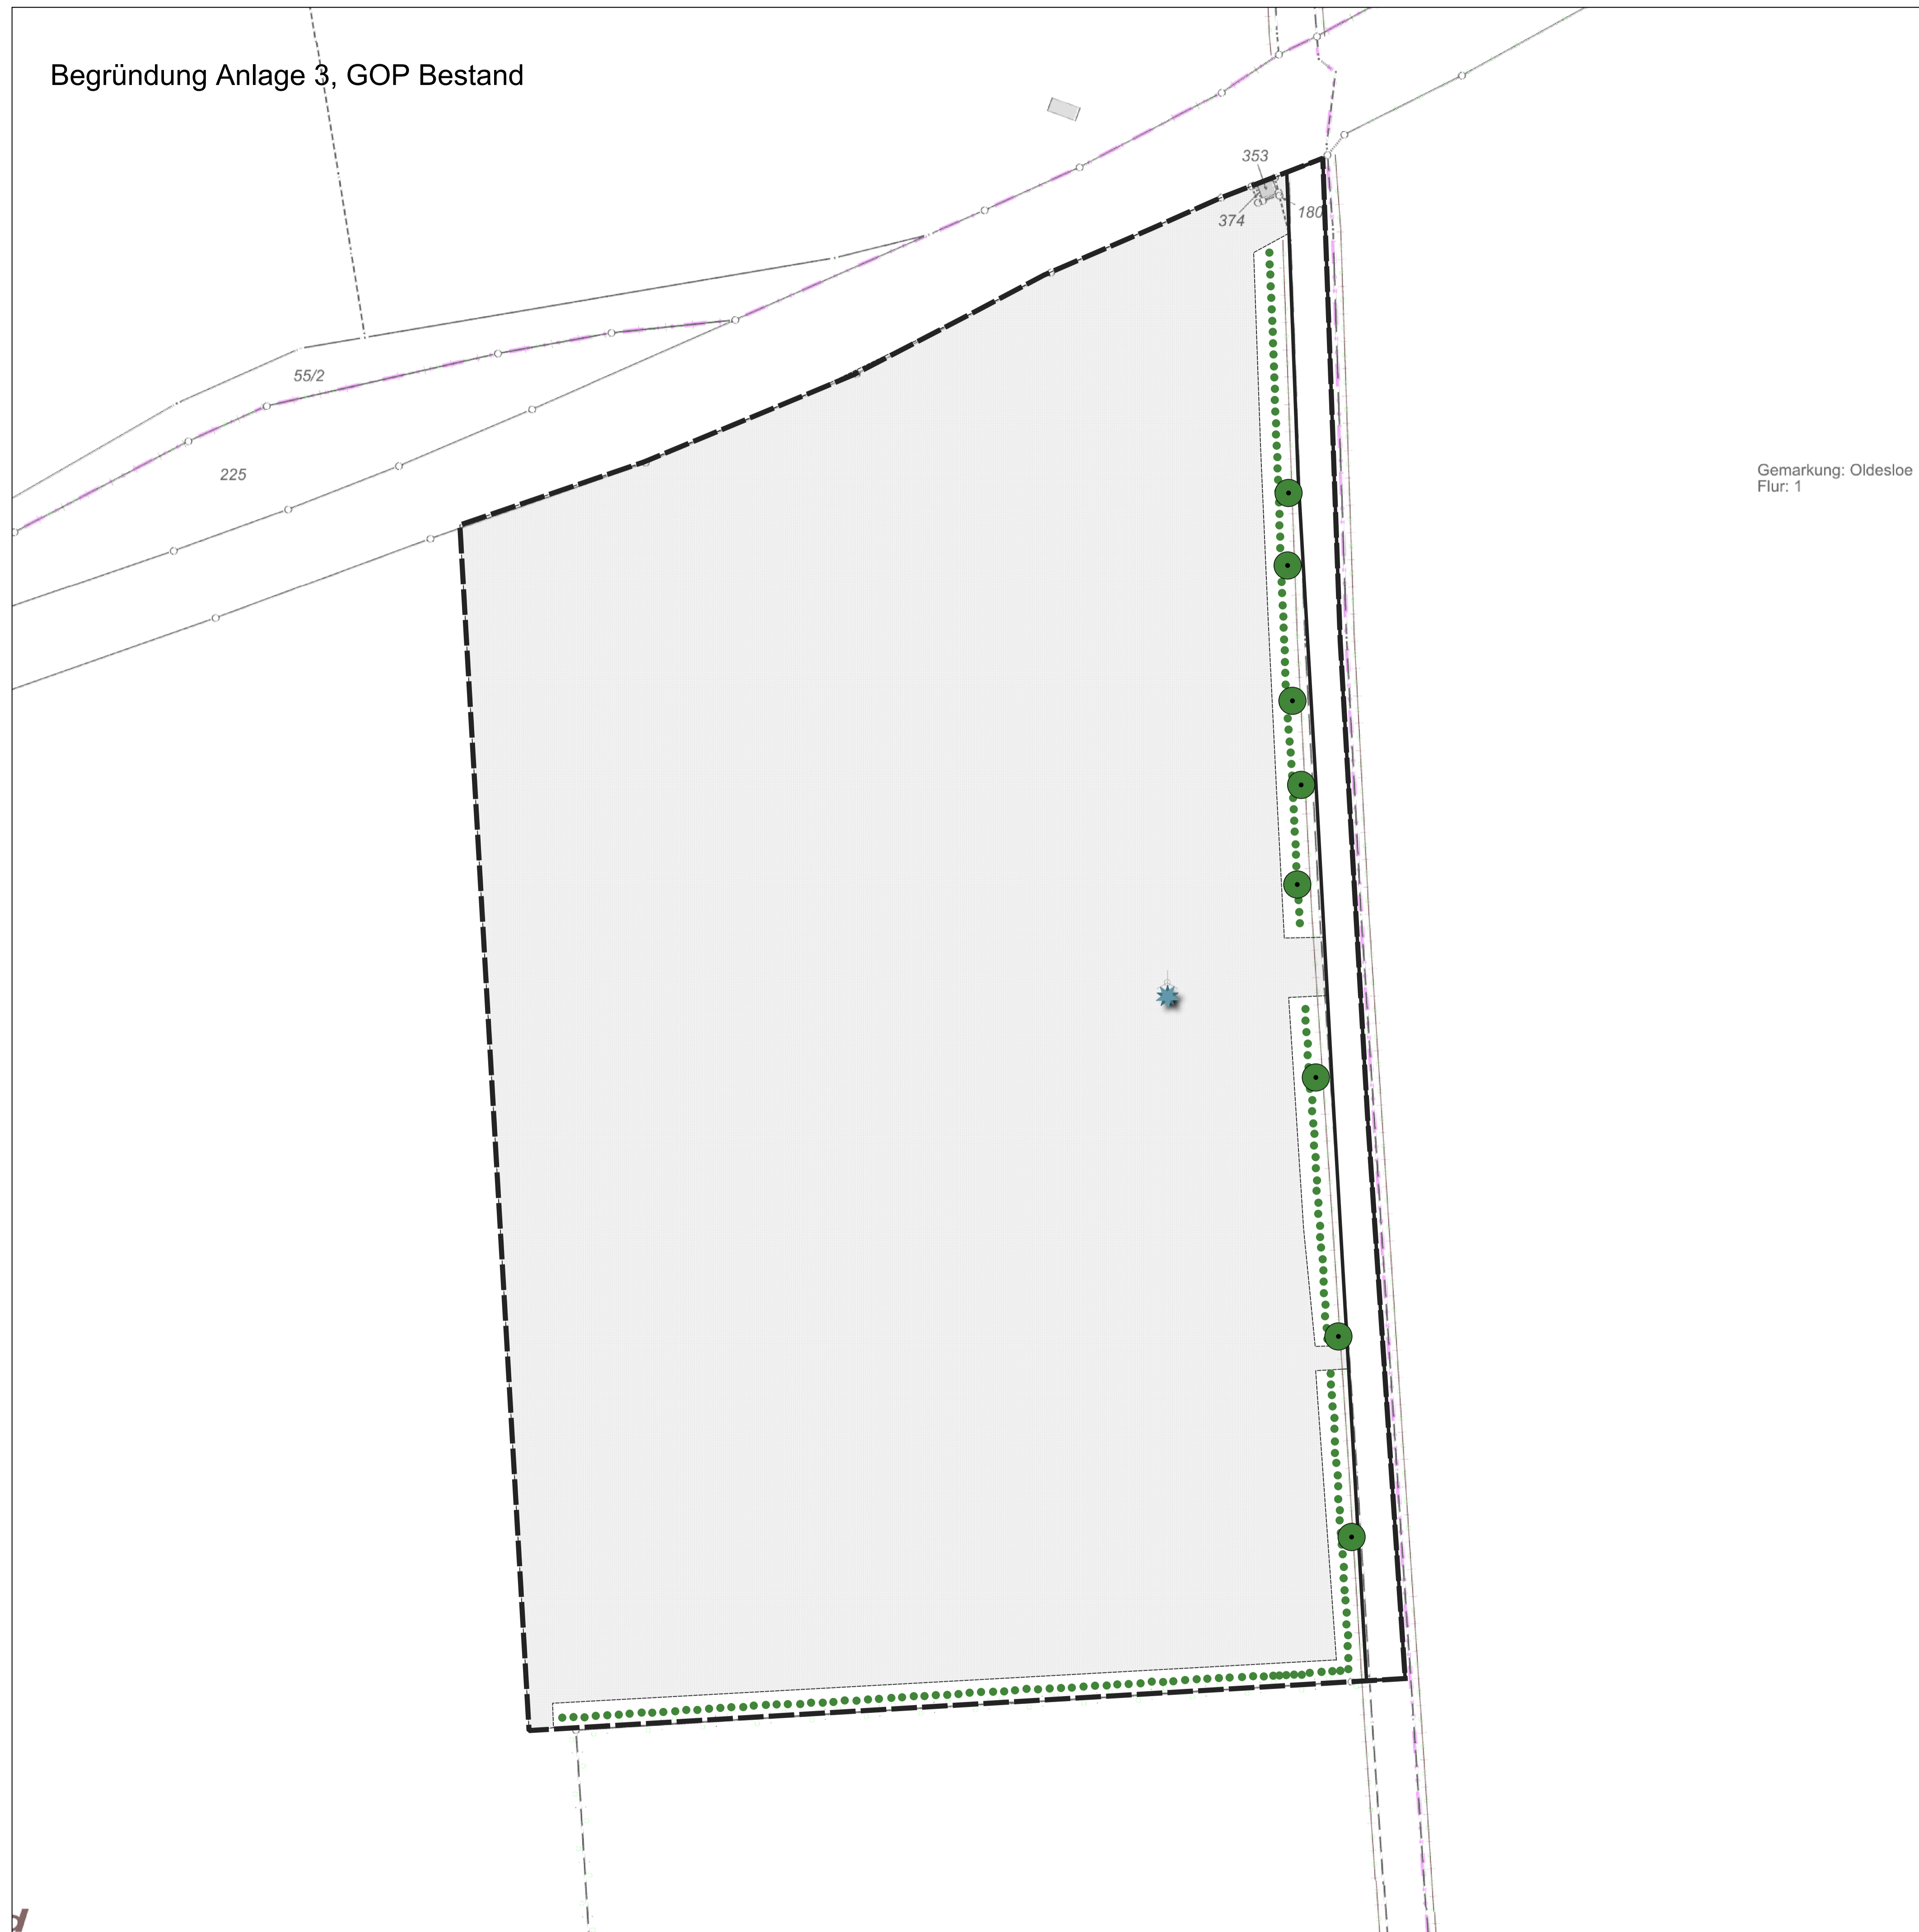 Begründung Anlage 3, GOP Bestand
353
374
180
55/2
225
Gemarkung: Oldesloe
Flur: 1